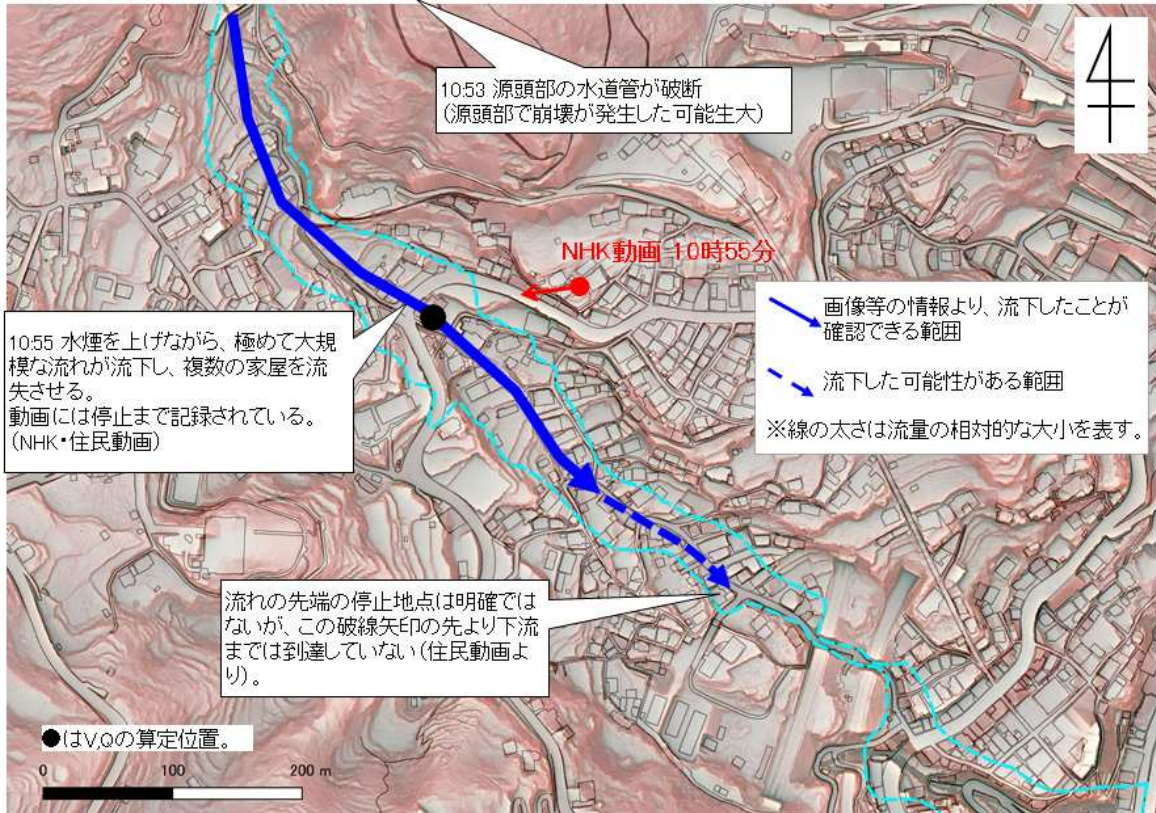 10:53 源頭部の水道管が破断
(源頭部で崩壊が発生した可能生大)
NHK動画 10時55分
10:55 水煙を上げながら、極めて大規
模な流れが流下し、複数の家屋を流
失させる。
動画には停止まで記録されている。
(NHK・住民動画)
画像等の情報より、流下したことが
確認できる範囲
流下した可能性がある範囲
※線の太さは流量の相対的な大小を表す。
流れの先端の停止地点は明確では
ないが、この破線矢印の先より下流
までは到達していない(住民動画よ
り)。
●はV,Qの算定位置。
0 100 200 m